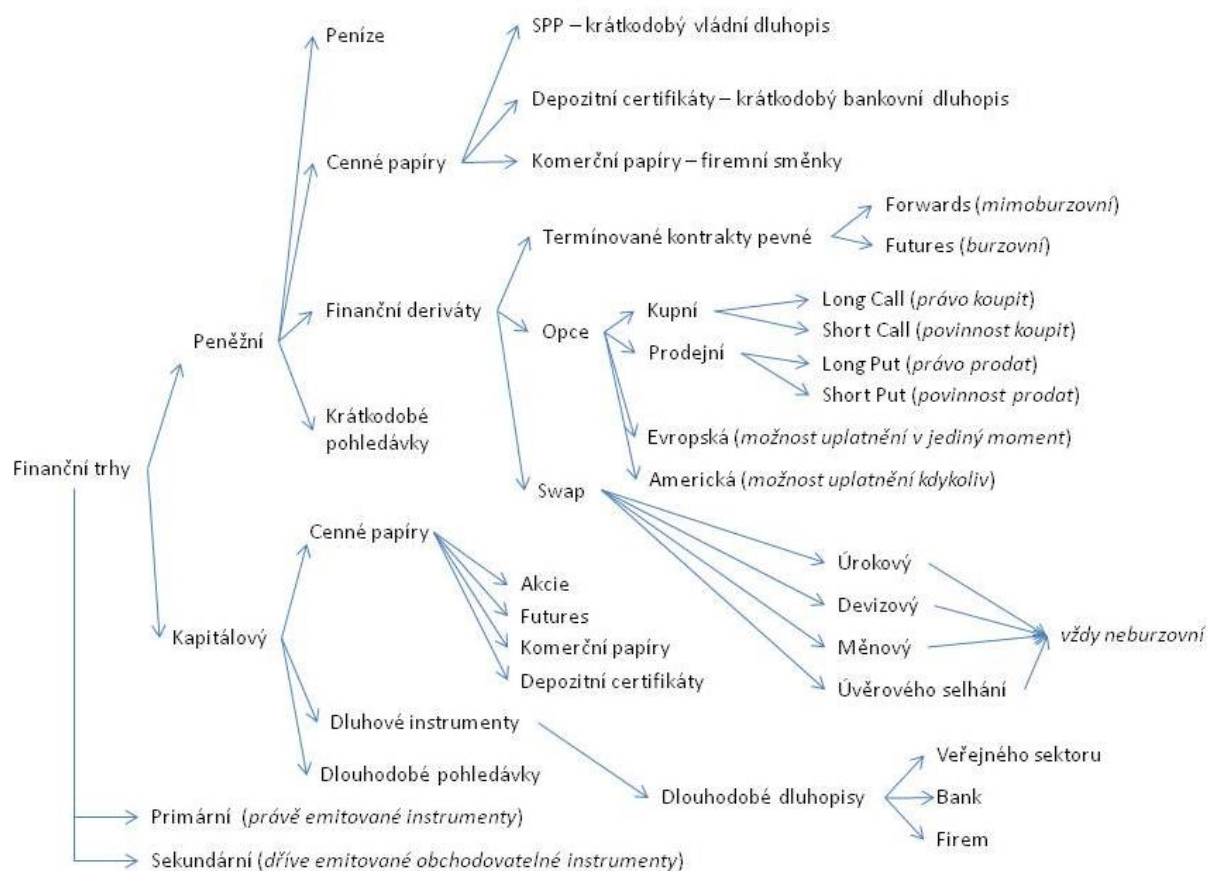 Peníze
SPP – krátkodobý vládní dluhopis
Depozitní certifikáty – krátkodobý bankovní dluhopis
Cenné papíry
Komerční papíry – firemní směnky
Forwards (mimoburzovní)
Termínované kontrakty pevné
Futures (burzovní)
Finanční deriváty
Long Call (právo koupit)
Kupní
Opce
Short Call (povinnost koupit)
Peněžní
Prodejní
Long Put (právo prodat)
Short Put (povinnost prodat)
Krátkodobé
pohledávky
Evropská (možnost uplatnění v jediný moment)
Finanční trhy
Americká (možnost uplatnění kdykoliv)
Swap
Cenné papíry
Úrokový
Akcie
Devizový
Futures
Kapitálový
vždy neburzovní
Komerční papíry
Měnový
Depozitní certifikáty
Úvěrového selhání
Dluhové instrumenty
Veřejného sektoru
Dlouhodobé pohledávky
Dlouhodobé dluhopisy
Bank
Primární (právě emitované instrumenty)
Firem
Sekundární (dříve emitované obchodovatelné instrumenty)